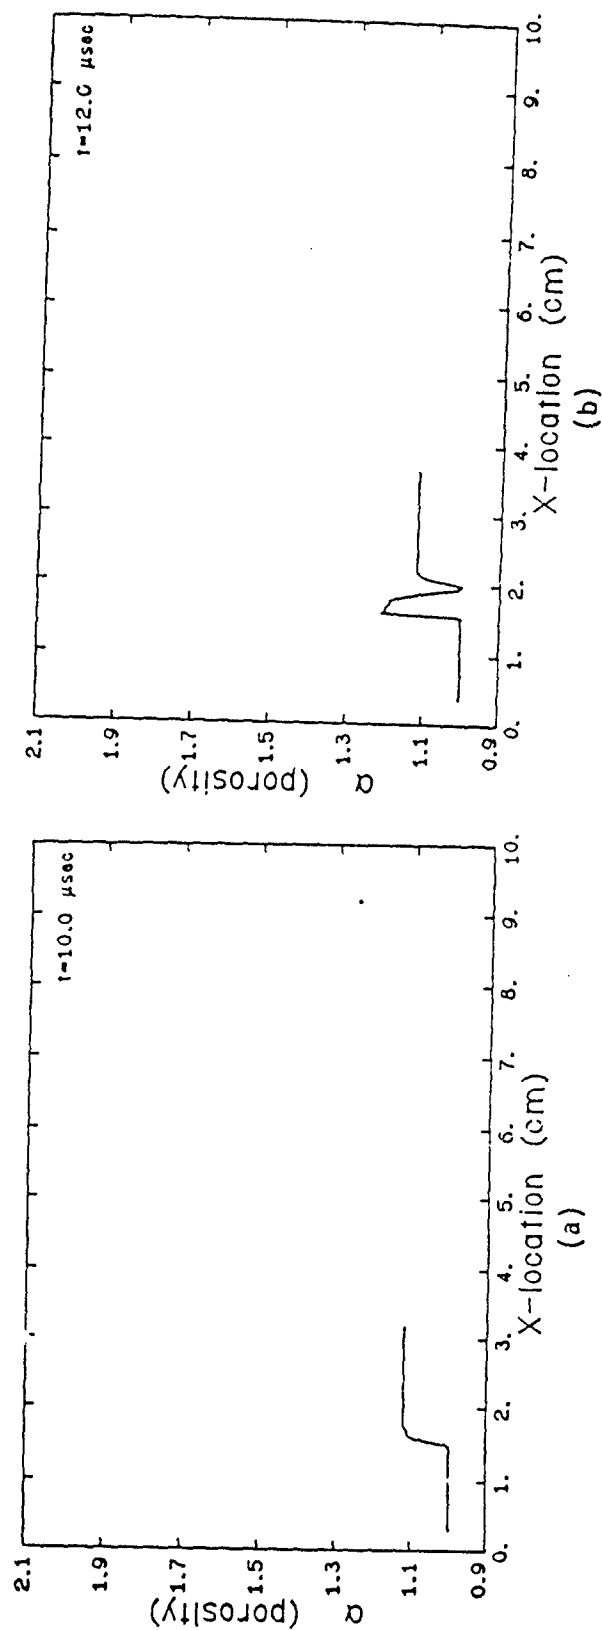 t=10.0 μsec
2.1
1.9
1.7
1.5
1.3
1.1
0.9
α
(porosity)
0. 1. 2. 3. 4. 5. 6. 7. 8. 9. 10.
X-location (cm)
(a)
t=12.0 μsec
2.1
1.9
1.7
1.5
1.3
1.1
0.9
α
(porosity)
0. 1. 2. 3. 4. 5. 6. 7. 8. 9. 10.
X-location (cm)
(b)